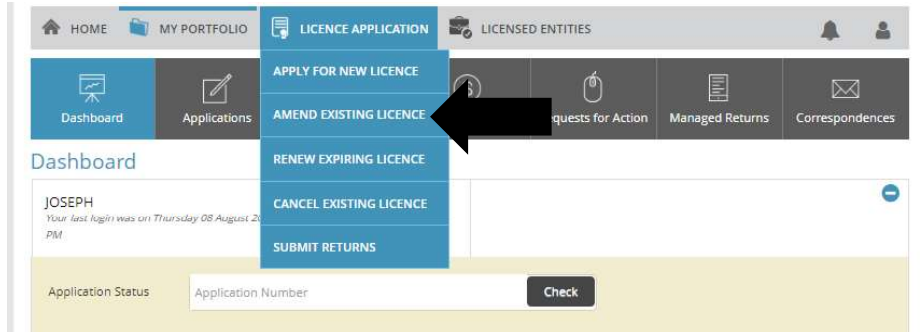 HOME MY PORTFOLIO LICENCE APPLICATION LICENSED ENTITIES
APPLY FOR NEW LICENCE
AMEND EXISTING LICENCE
RENEW EXPIRING LICENCE
CANCEL EXISTING LICENCE
SUBMIT RETURNS
Dashboard Applications for Action Managed Returns Correspondences
Dashboard
JOSEPH
Your last login was on Thursday 08 August
PM
Application Status Application Number Check